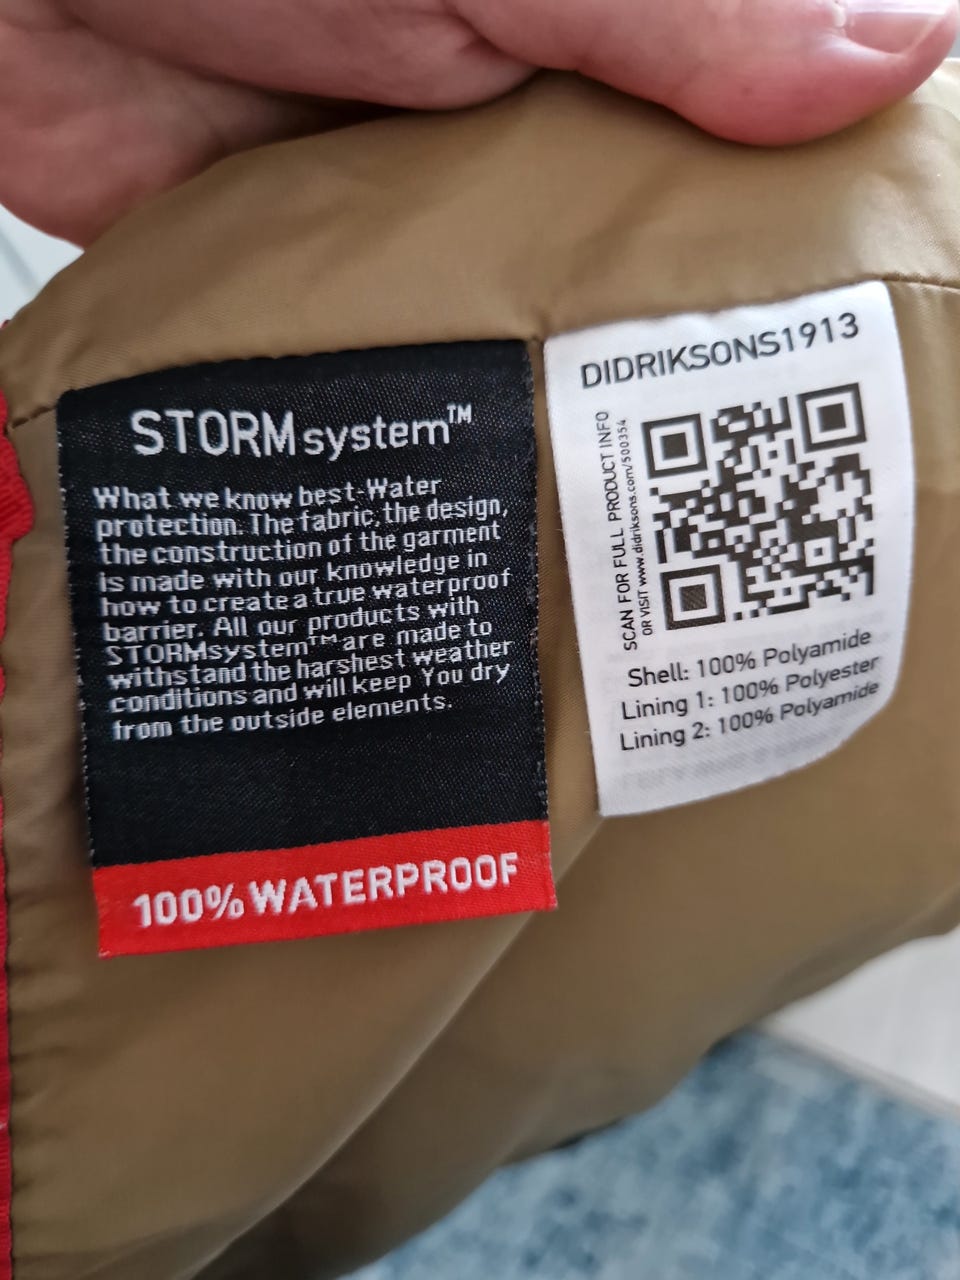 STORMsystem™
What we know best-Water
protection. The fabric, the design,
the construction of the garment
is made with our knowledge in
how to create a true waterproof
barrier. All our products with
STORMsystem™ are made to
withstand the harshest weather
conditions and will keep You dry
from the outside elements.
100% WATERPROOF
DIDRIKSONS1913
SCAN FOR FULL PRODUCT INFO
OR VISIT www.didriksons.com/500354
Shell: 100% Polyamide
Lining 1: 100% Polyester
Lining 2: 100% Polyamide